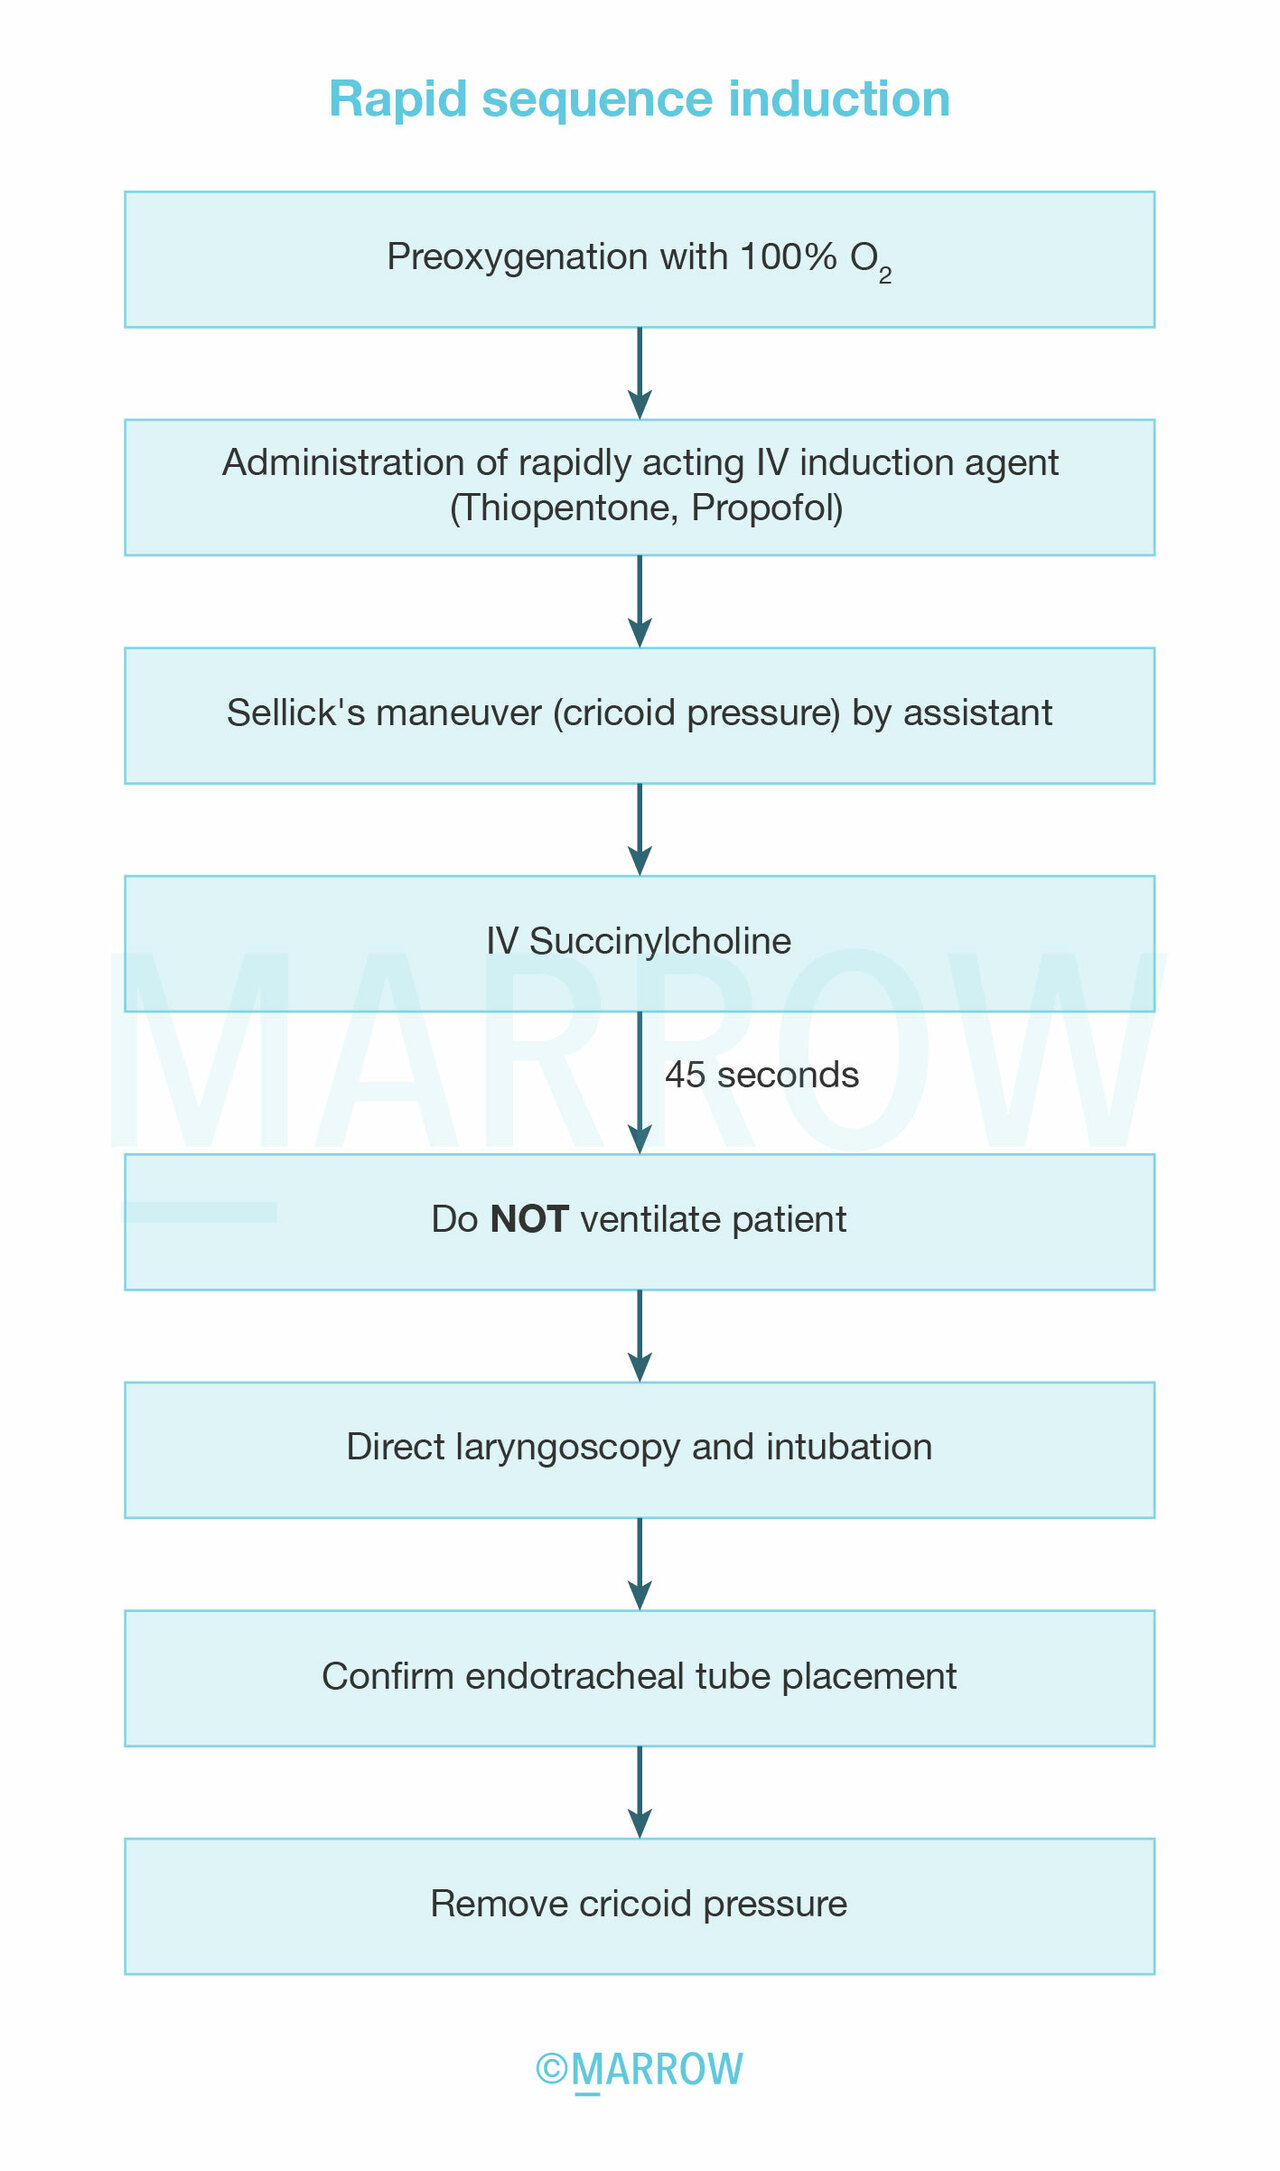 Rapid sequence induction
Preoxygenation with 100% O₂
Administration of rapidly acting IV induction agent
(Thiopentone, Propofol)
Sellick's maneuver (cricoid pressure) by assistant
IV Succinylcholine
45 seconds
MARROW
Do NOT ventilate patient
Direct laryngoscopy and intubation
Confirm endotracheal tube placement
Remove cricoid pressure
©MARROW